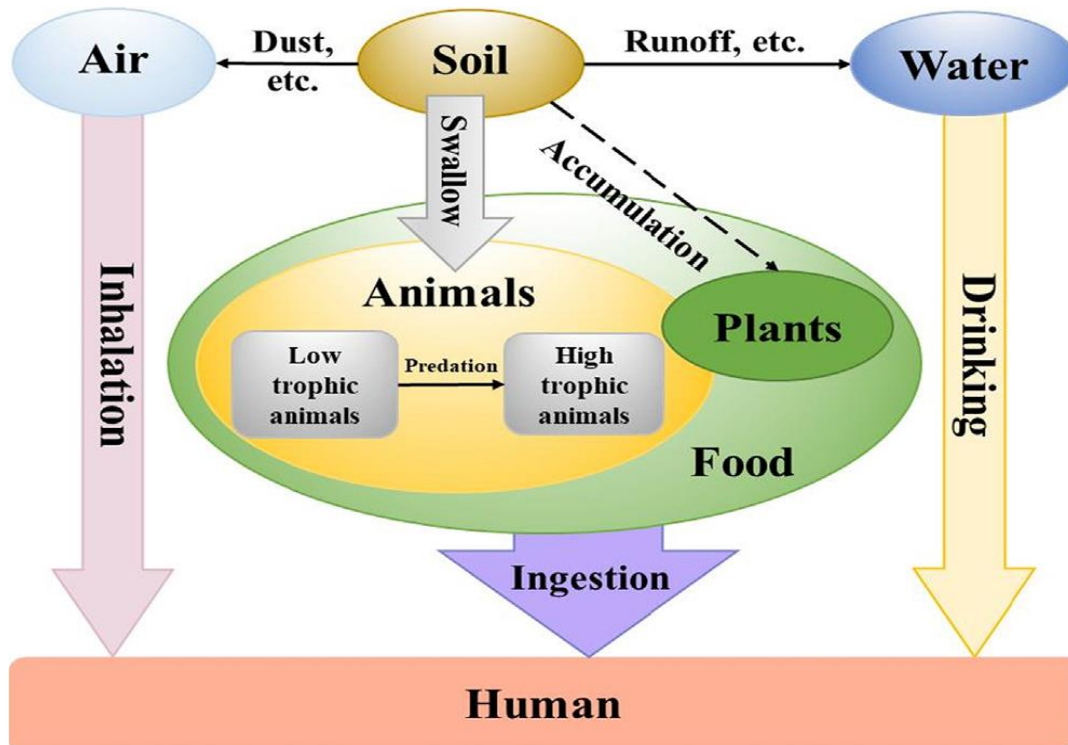 Air
Dust,
etc.
Soil
Runoff, etc.
Water
Swallow
Accumulation
Inhalation
Animals
Plants
Drinking
Low
trophic
animals
Predation
High
trophic
animals
Food
Ingestion
Human